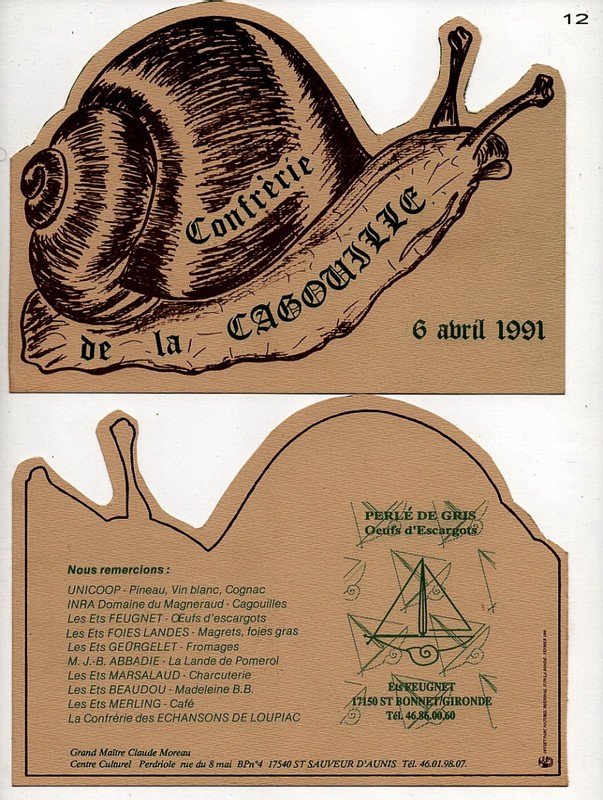 12
Confrèrie
de la CAGOUILLE
6 avril 1991
PERLÉ DE GRIS
Oeufs d'Escargots
Nous remercions :
UNICOOP - Pineau, Vin blanc, Cognac
INRA Domaine du Magneraud - Cagouilles
Les Ets FEUGNET - Œufs d'escargots
Les Ets FOIES LANDES - Magrets, foies gras
Les Ets GEÜRGELET - Fromages
M. J.-B. ABBADIE - La Lande de Pomerol
Les Ets MARSALAUD - Charcuterie
Les Ets BEAUDOU - Madeleine B.B.
Les Ets MERLING - Café
La Confrérie des ECHANSONS DE LOUPIAC
Ets FEUGNET
17150 ST BONNET/GIRONDE
Tél. 46.86.00.60
Grand Maître Claude Moreau
Centre Culturel Perdriole rue du 8 mai BPn°4 17540 ST SAUVEUR D'AUNIS Tél. 46.01.98.07.